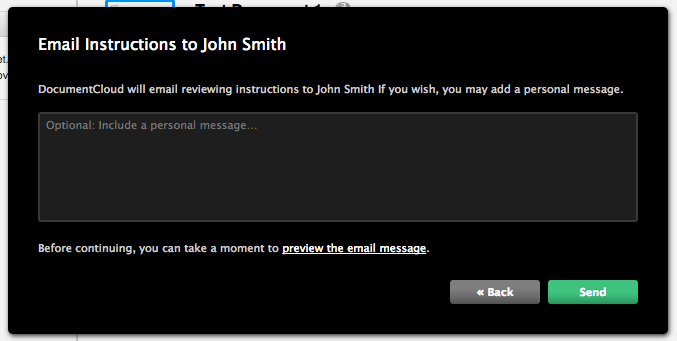 Email Instructions to John Smith
DocumentCloud will email reviewing instructions to John Smith If you wish, you may add a personal message.
Optional: Include a personal message...
Before continuing, you can take a moment to preview the email message.
« Back
Send